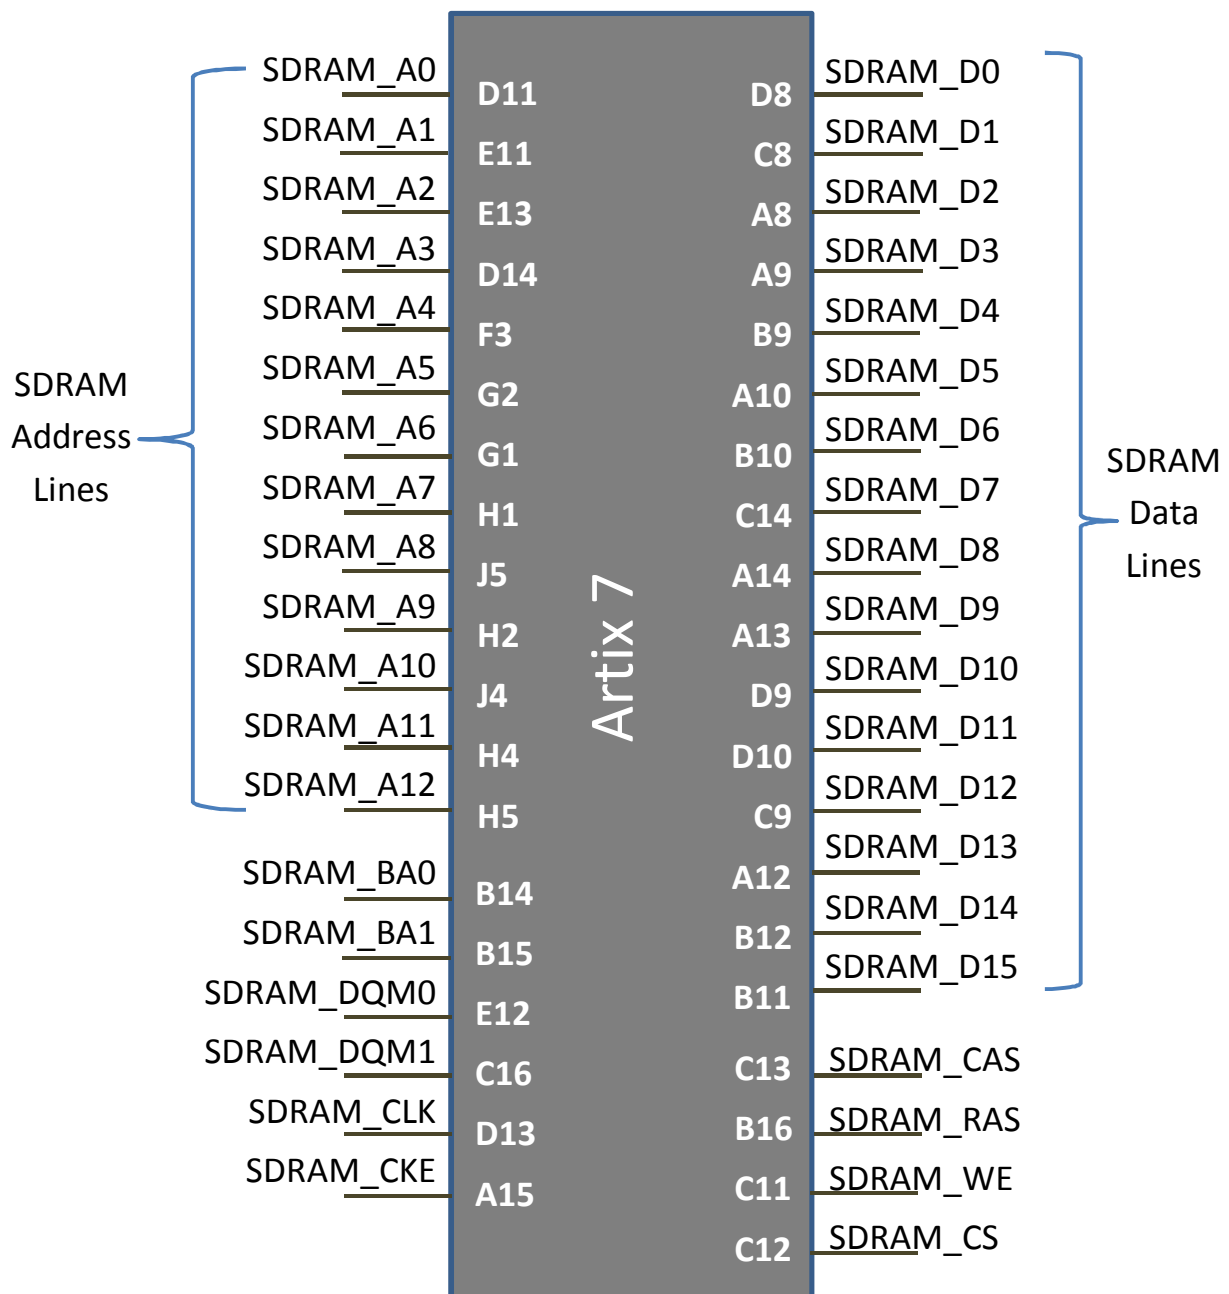 SDRAM_A0 D11 D8 SDRAM_D0
SDRAM_A1 E11 C8 SDRAM_D1
SDRAM_A2 E13 A8 SDRAM_D2
SDRAM_A3 D14 A9 SDRAM_D3
SDRAM_A4 F3 B9 SDRAM_D4
SDRAM_A5 G2 A10 SDRAM_D5
SDRAM_A6 G1 B10 SDRAM_D6
SDRAM_A7 H1 C14 SDRAM_D7
SDRAM_A8 J5 A14 SDRAM_D8
SDRAM_A9 H2 A13 SDRAM_D9
SDRAM_A10 J4 D9 SDRAM_D10
SDRAM_A11 H4 D10 SDRAM_D11
SDRAM_A12 H5 C9 SDRAM_D12
SDRAM_BA0 B14 A12 SDRAM_D13
SDRAM_BA1 B15 B12 SDRAM_D14
SDRAM_DQM0 E12 B11 SDRAM_D15
SDRAM_DQM1 C16 C13 SDRAM_CAS
SDRAM_CLK D13 B16 SDRAM_RAS
SDRAM_CKE A15 C11 SDRAM_WE
C12 SDRAM_CS
SDRAM
Address
Lines
Artix 7
SDRAM
Data
Lines